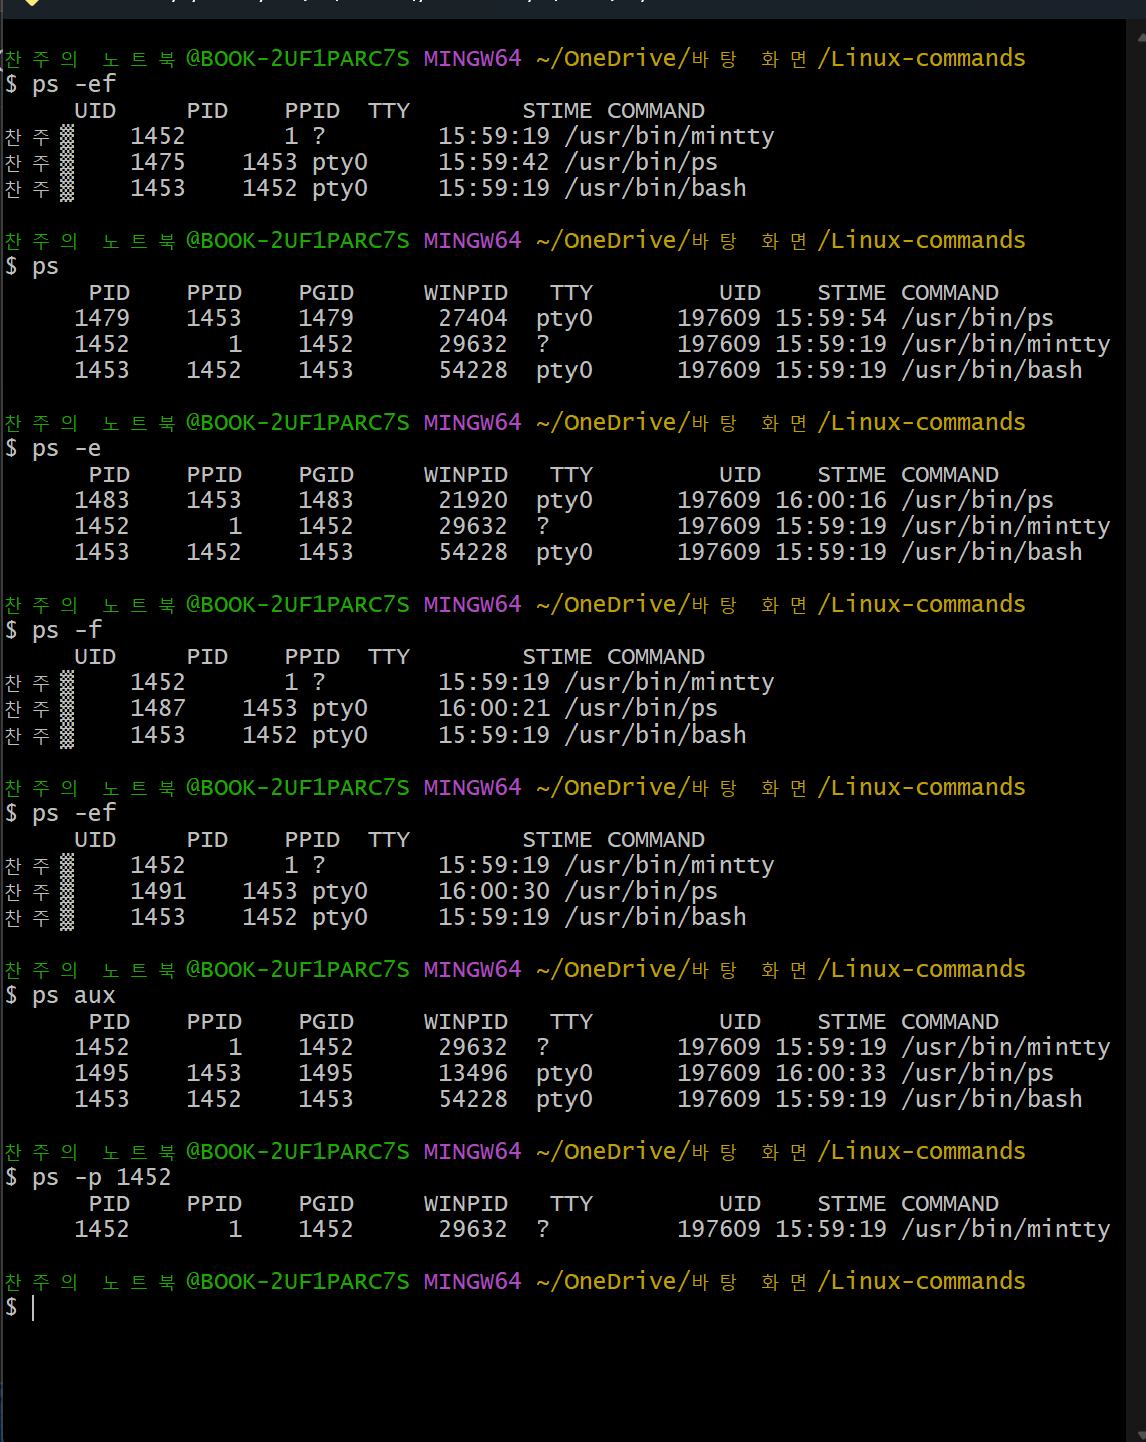 찬주의 노트북@BOOK-2UF1PARC7S MINGW64 ~/OneDrive/바탕 화면/Linux-commands
$ ps -ef
UID PID PPID TTY STIME COMMAND
찬주▒ 1452 1 ? 15:59:19 /usr/bin/mintty
찬주▒ 1475 1453 pty0 15:59:42 /usr/bin/ps
찬주▒ 1453 1452 pty0 15:59:19 /usr/bin/bash
찬주의 노트북@BOOK-2UF1PARC7S MINGW64 ~/OneDrive/바탕 화면/Linux-commands
$ ps
PID PPID PGID WINPID TTY UID STIME COMMAND
1479 1453 1479 27404 pty0 197609 15:59:54 /usr/bin/ps
1452 1 1452 29632 ? 197609 15:59:19 /usr/bin/mintty
1453 1452 1453 54228 pty0 197609 15:59:19 /usr/bin/bash
찬주의 노트북@BOOK-2UF1PARC7S MINGW64 ~/OneDrive/바탕 화면/Linux-commands
$ ps -e
PID PPID PGID WINPID TTY UID STIME COMMAND
1483 1453 1483 21920 pty0 197609 16:00:16 /usr/bin/ps
1452 1 1452 29632 ? 197609 15:59:19 /usr/bin/mintty
1453 1452 1453 54228 pty0 197609 15:59:19 /usr/bin/bash
찬주의 노트북@BOOK-2UF1PARC7S MINGW64 ~/OneDrive/바탕 화면/Linux-commands
$ ps -f
UID PID PPID TTY STIME COMMAND
찬주▒ 1452 1 ? 15:59:19 /usr/bin/mintty
찬주▒ 1487 1453 pty0 16:00:21 /usr/bin/ps
찬주▒ 1453 1452 pty0 15:59:19 /usr/bin/bash
찬주의 노트북@BOOK-2UF1PARC7S MINGW64 ~/OneDrive/바탕 화면/Linux-commands
$ ps -ef
UID PID PPID TTY STIME COMMAND
찬주▒ 1452 1 ? 15:59:19 /usr/bin/mintty
찬주▒ 1491 1453 pty0 16:00:30 /usr/bin/ps
찬주▒ 1453 1452 pty0 15:59:19 /usr/bin/bash
찬주의 노트북@BOOK-2UF1PARC7S MINGW64 ~/OneDrive/바탕 화면/Linux-commands
$ ps aux
PID PPID PGID WINPID TTY UID STIME COMMAND
1452 1 1452 29632 ? 197609 15:59:19 /usr/bin/mintty
1495 1453 1495 13496 pty0 197609 16:00:33 /usr/bin/ps
1453 1452 1453 54228 pty0 197609 15:59:19 /usr/bin/bash
찬주의 노트북@BOOK-2UF1PARC7S MINGW64 ~/OneDrive/바탕 화면/Linux-commands
$ ps -p 1452
PID PPID PGID WINPID TTY UID STIME COMMAND
1452 1 1452 29632 ? 197609 15:59:19 /usr/bin/mintty
찬주의 노트북@BOOK-2UF1PARC7S MINGW64 ~/OneDrive/바탕 화면/Linux-commands
$